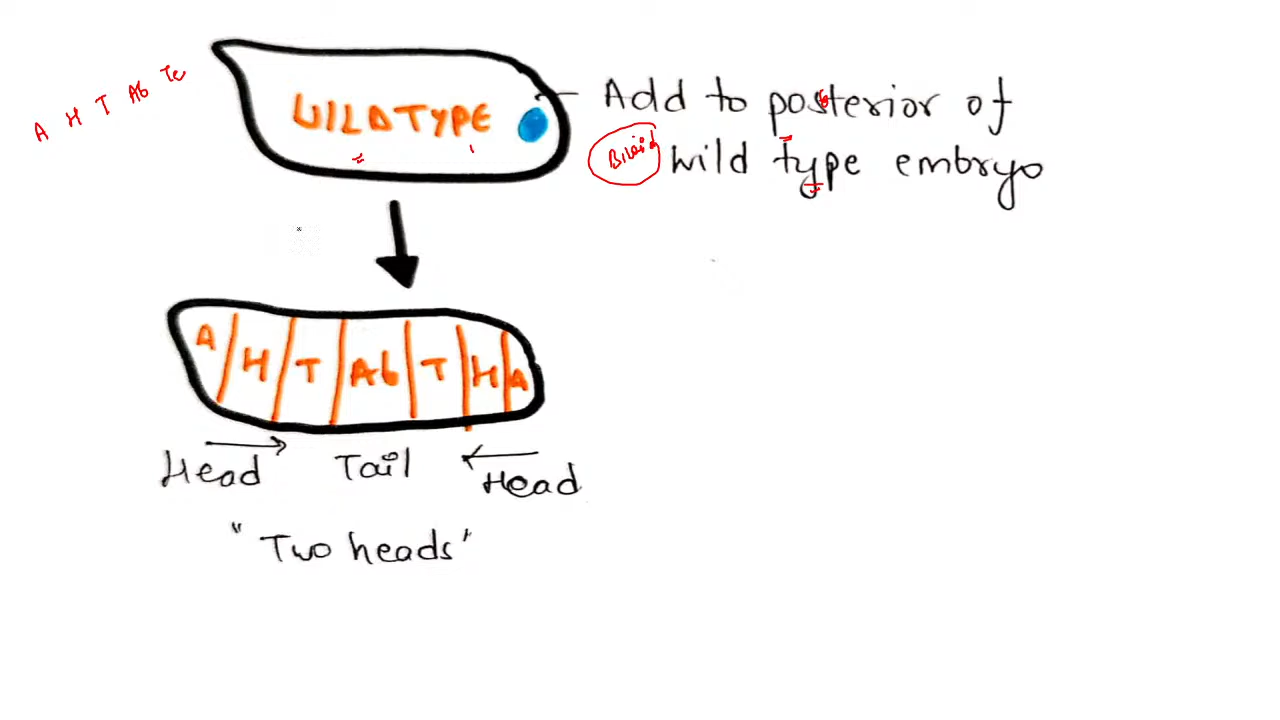 A H T Ab Te
WILDTYPE
Add to posterior of
Bicoid wild type embryo
A H T Ab T H A
Head Tail Head
"Two heads"